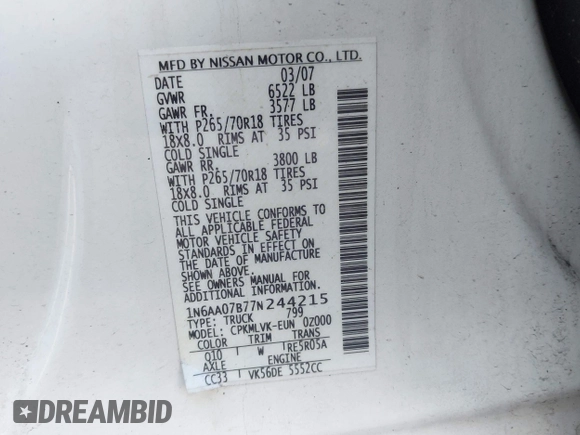 MFD BY NISSAN MOTOR CO., LTD.
DATE 03/07
GVWR 6522 LB
GAWR FR. 3577 LB
WITH P265/70R18 TIRES
18X8.0 RIMS AT 35 PSI
COLD SINGLE
GAWR RR. 3800 LB
WITH P265/70R18 TIRES
18X8.0 RIMS AT 35 PSI
COLD SINGLE
THIS VEHICLE CONFORMS TO
ALL APPLICABLE FEDERAL
MOTOR VEHICLE SAFETY
STANDARDS IN EFFECT ON
THE DATE OF MANUFACTURE
SHOWN ABOVE.
SEE OWNERS MANUAL FOR
ADDITIONAL INFORMATION
1N6AA07B77N244215
TYPE: TRUCK 799
MODEL: CPKMLVK-EUN 0Z000
COLOR TRIM TRANS
Q10 W RE5R05A
AXLE ENGINE
CC33 VK56DE 5552CC
DREAMBID